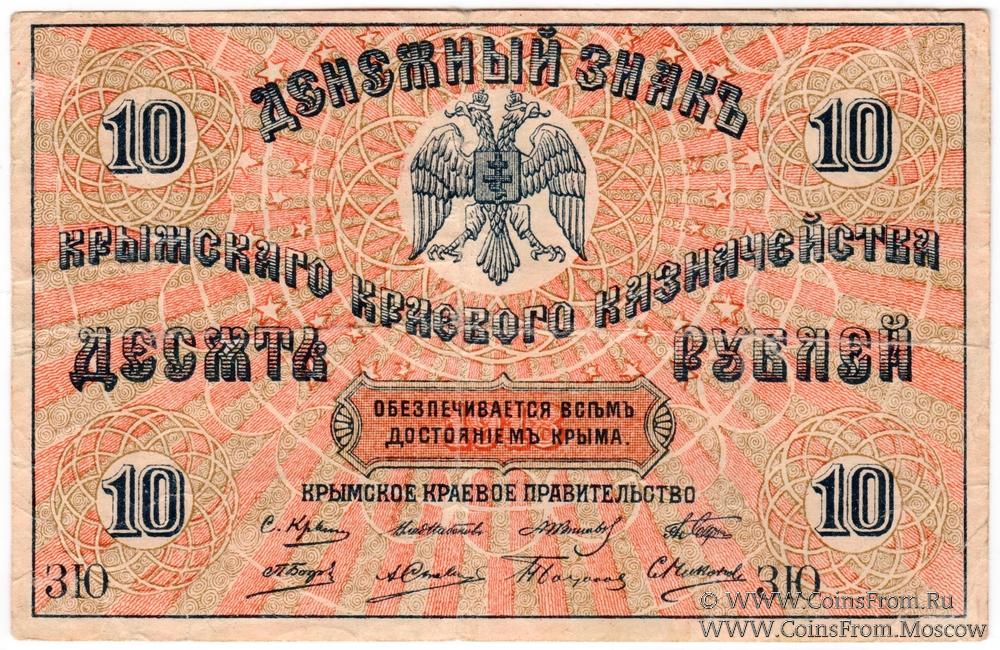 ДЕНЕЖНЫЙ ЗНАКЪ
10 10
КРЫМСКАГО КРАЕВОГО КАЗНАЧЕЙСТВА
ДЕСЯТЬ РУБЛЕЙ
ОБЕЗПЕЧИВАЕТСЯ ВСѢМЪ
ДОСТОЯНІЕМЪ КРЫМА.
1918
10 10
КРЫМСКОЕ КРАЕВОЕ ПРАВИТЕЛЬСТВО
ЗЮ ЗЮ
© WWW.CoinsFrom.Ru
WWW.CoinsFrom.Moscow